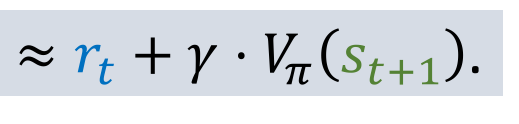 ≈ r_t + γ · V_π(s_{t+1}).